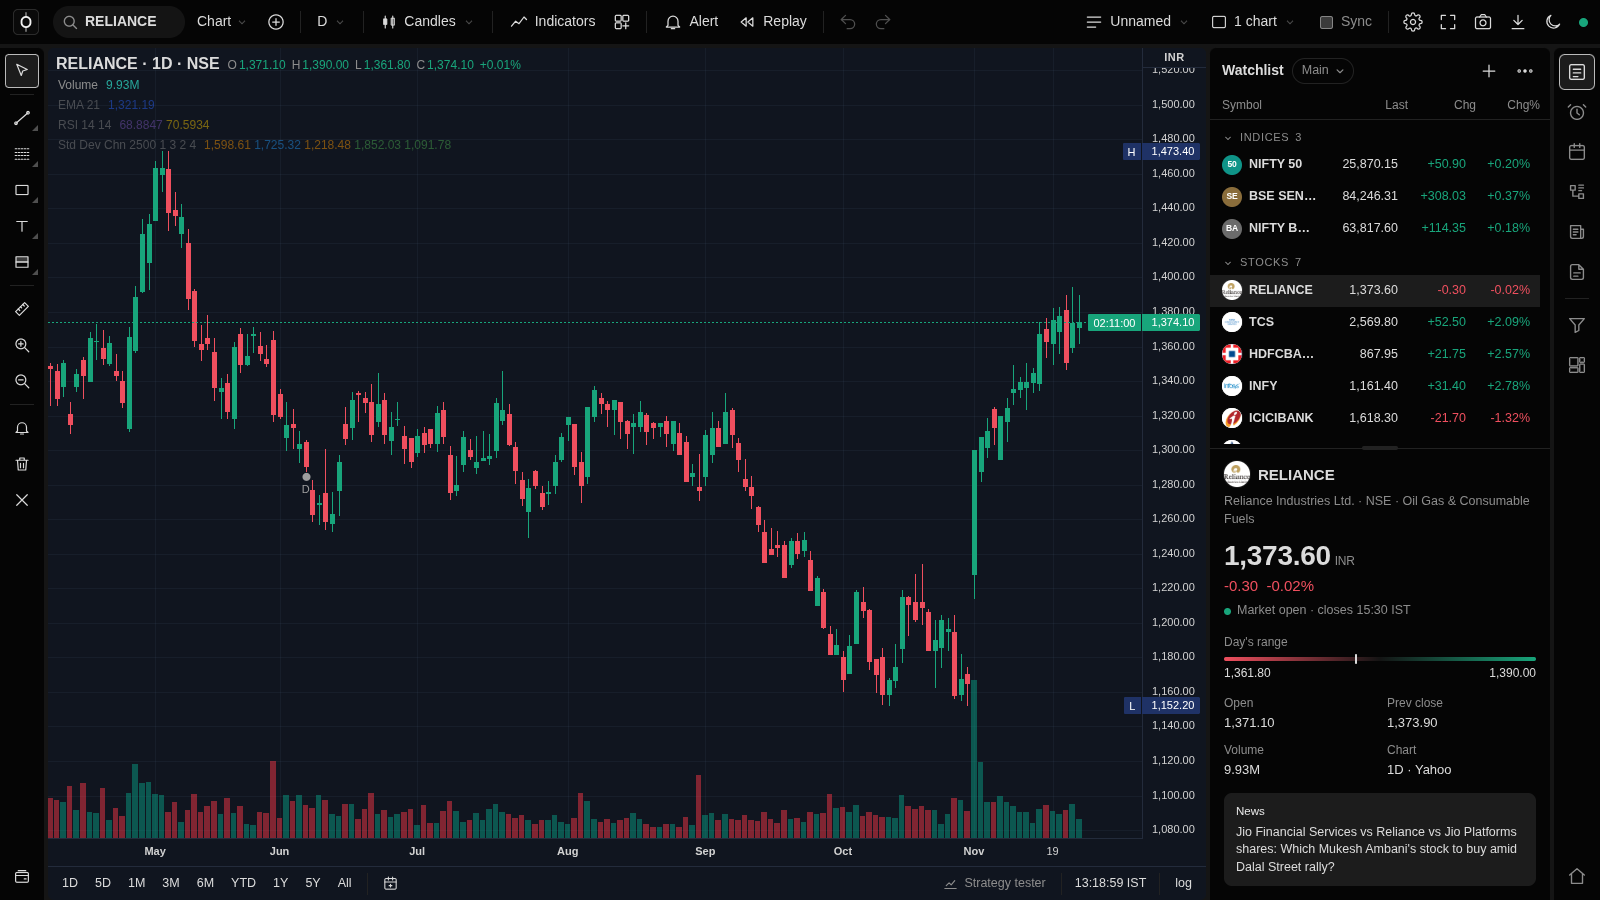 RELIANCE Chart D Candles Indicators Alert Replay Unnamed 1 chart Sync
RELIANCE · 1D · NSE O1,371.10 H1,390.00 L1,361.80 C1,374.10 +0.01%
Volume 9.93M
EMA 21 1,321.19
RSI 14 14 68.8847 70.5934
Std Dev Chn 2500 1 3 2 4 1,598.61 1,725.32 1,218.48 1,852.03 1,091.78
D
INR
1,520.00
1,500.00
1,480.00
H 1,473.40
1,460.00
1,440.00
1,420.00
1,400.00
1,380.00
02:11:00 1,374.10
1,360.00
1,340.00
1,320.00
1,300.00
1,280.00
1,260.00
1,240.00
1,220.00
1,200.00
1,180.00
1,160.00
L 1,152.20
1,140.00
1,120.00
1,100.00
1,080.00
May Jun Jul Aug Sep Oct Nov 19
1D 5D 1M 3M 6M YTD 1Y 5Y All Strategy tester 13:18:59 IST log
Watchlist Main
Symbol Last Chg Chg%
INDICES 3
50 NIFTY 50 25,870.15 +50.90 +0.20%
SE BSE SEN... 84,246.31 +308.03 +0.37%
BA NIFTY B... 63,817.60 +114.35 +0.18%
STOCKS 7
RELIANCE 1,373.60 -0.30 -0.02%
TCS 2,569.80 +52.50 +2.09%
HDFCBA... 867.95 +21.75 +2.57%
INFY 1,161.40 +31.40 +2.78%
ICICIBANK 1,618.30 -21.70 -1.32%
Reliance RELIANCE
Reliance Industries Ltd. · NSE · Oil Gas & Consumable
Fuels
1,373.60 INR
-0.30 -0.02%
Market open · closes 15:30 IST
Day's range
1,361.80 1,390.00
Open Prev close
1,371.10 1,373.90
Volume Chart
9.93M 1D · Yahoo
News
Jio Financial Services vs Reliance vs Jio Platforms
shares: Which Mukesh Ambani's stock to buy amid
Dalal Street rally?